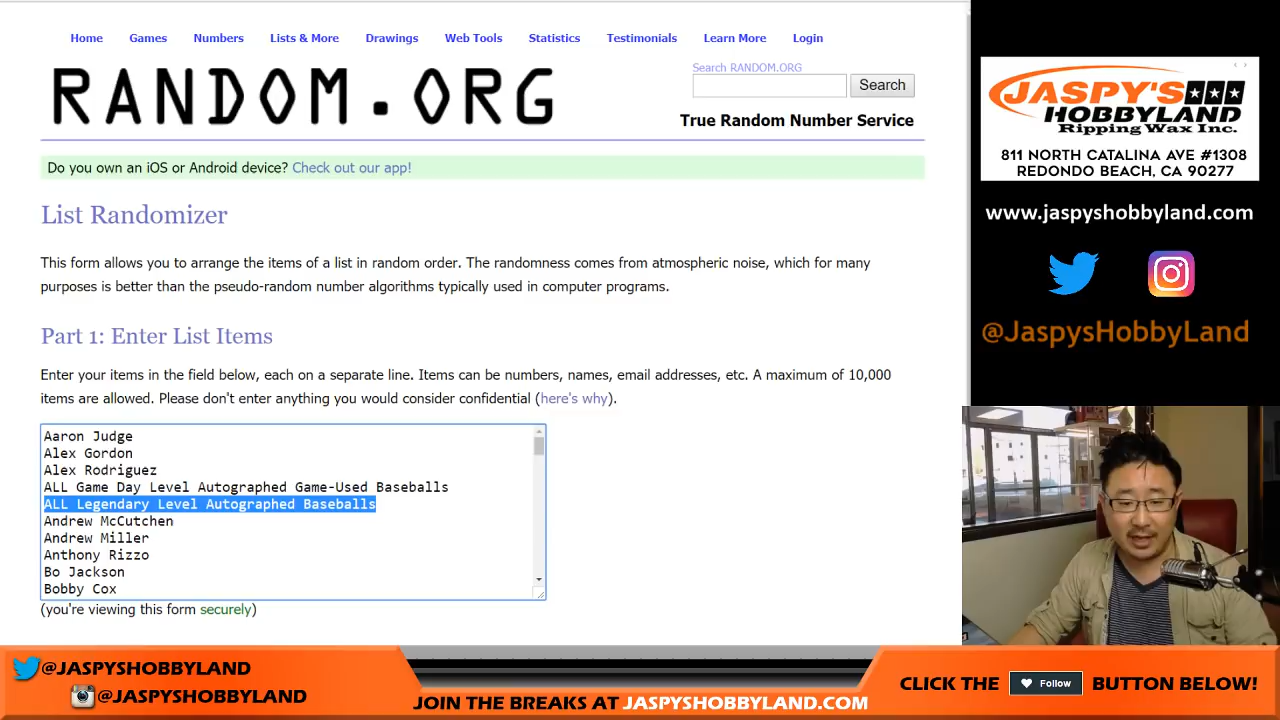 Home Games Numbers Lists & More Drawings Web Tools Statistics Testimonials Learn More Login
RANDOM.ORG
Search RANDOM.ORG
Search
True Random Number Service
Do you own an iOS or Android device? Check out our app!
List Randomizer
This form allows you to arrange the items of a list in random order. The randomness comes from atmospheric noise, which for many
purposes is better than the pseudo-random number algorithms typically used in computer programs.
Part 1: Enter List Items
Enter your items in the field below, each on a separate line. Items can be numbers, names, email addresses, etc. A maximum of 10,000
items are allowed. Please don't enter anything you would consider confidential (here's why).
Aaron Judge
Alex Gordon
Alex Rodriguez
ALL Game Day Level Autographed Game-Used Baseballs
ALL Legendary Level Autographed Baseballs
Andrew McCutchen
Andrew Miller
Anthony Rizzo
Bo Jackson
Bobby Cox
(you're viewing this form securely)
JASPY'S
HOBBYLAND
Ripping Wax Inc.
811 NORTH CATALINA AVE #1308
REDONDO BEACH, CA 90277
www.jaspyshobbyland.com
@JaspysHobbyLand
@JASPYSHOBBYLAND
@JASPYSHOBBYLAND
JOIN THE BREAKS AT JASPYSHOBBYLAND.COM
CLICK THE Follow BUTTON BELOW!